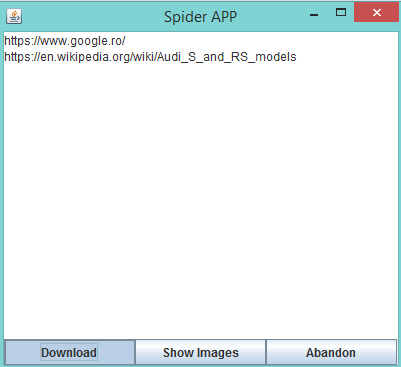 Spider APP
https://www.google.ro/
https://en.wikipedia.org/wiki/Audi_S_and_RS_models
Download Show Images Abandon